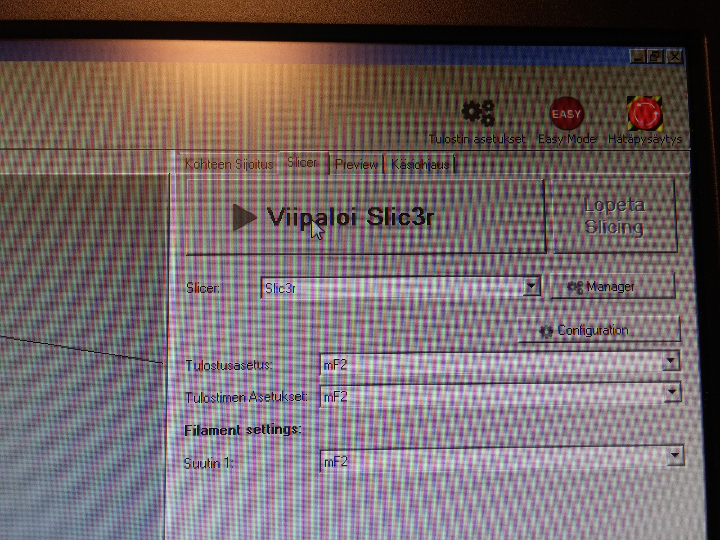 Tulostin asetukset
EASY
Easy Mode
Hätäpysäytys
Kohteen Sijoitus
Slicer
Preview
Käsiohjaus
Viipaloi Slic3r
Lopeta
Slicing
Slicer:
Slic3r
Manager
Configuration
Tulostusasetus:
mF2
Tulostimen Asetukset:
mF2
Filament settings:
Suutin 1:
mF2